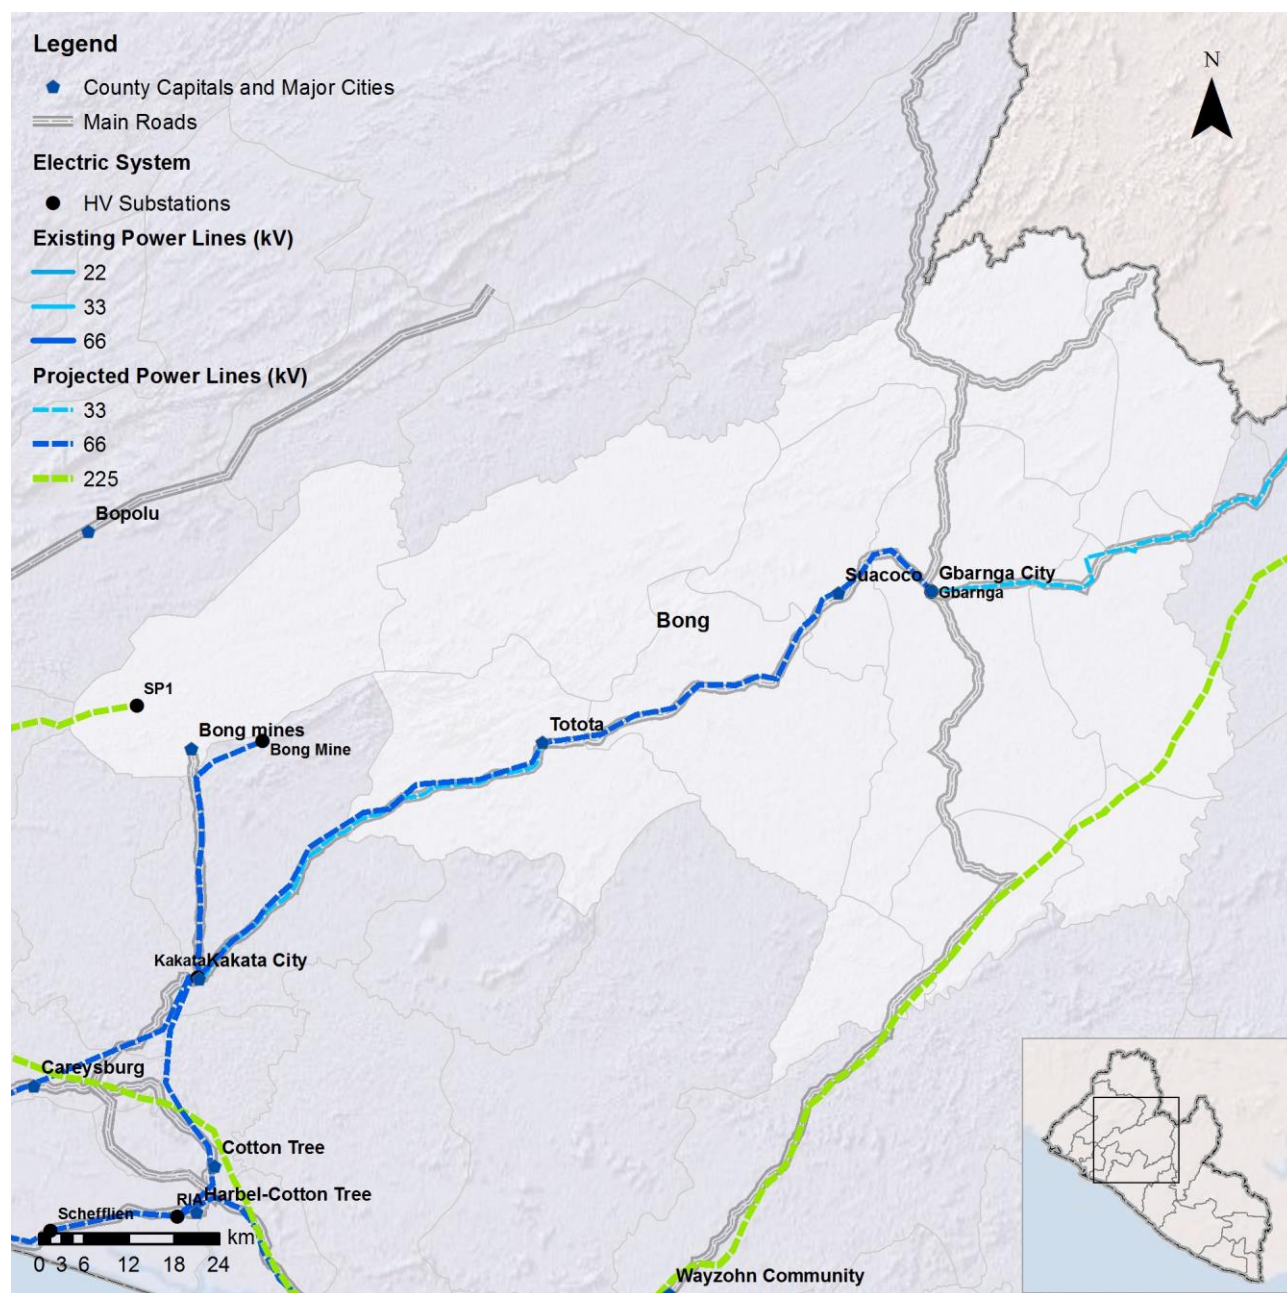 Legend
County Capitals and Major Cities
Main Roads
Electric System
HV Substations
Existing Power Lines (kV)
22
33
66
Projected Power Lines (kV)
33
66
225
N
Bopolu
Suacoco
Gbarnga City
Gbarnga
Bong
SP1
Bong mines
Bong Mine
Totota
Kakata
Kakata City
Careysburg
Cotton Tree
RIA
Harbel-Cotton Tree
Schefflien
km
0 3 6 12 18 24
Wayzohn Community